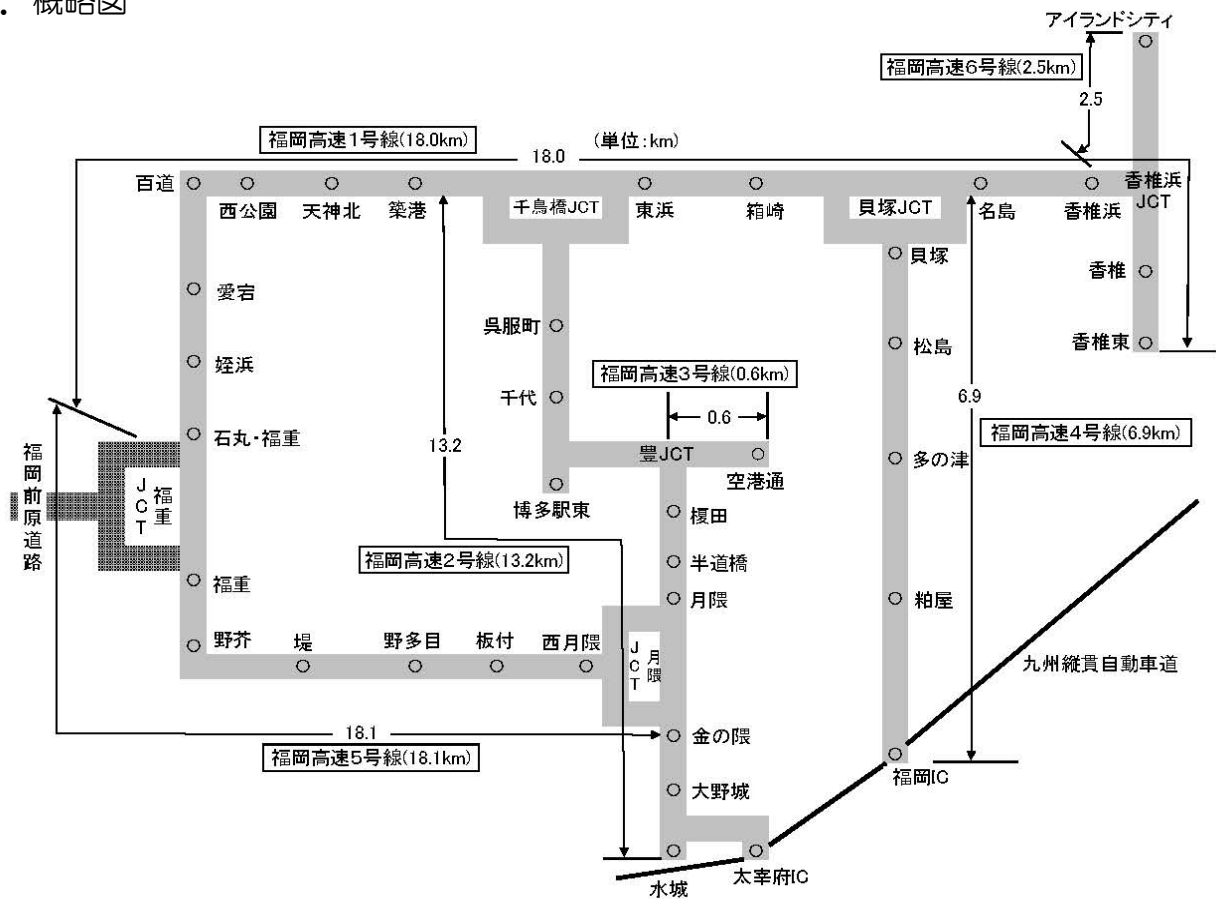 . 概略図
アイランドシティ
福岡高速6号線(2.5km)
2.5
福岡高速1号線(18.0km)
(単位:km)
18.0
百道
西公園
天神北
築港
千鳥橋JCT
東浜
箱崎
貝塚JCT
名島
香椎浜
香椎浜
JCT
貝塚
愛宕
香椎
呉服町
松島
香椎東
姪浜
福岡高速3号線(0.6km)
千代
0.6
6.9
福岡高速4号線(6.9km)
石丸・福重
13.2
豊JCT
空港通
多の津
福岡前原道路
福重
JCT
博多駅東
榎田
福岡高速2号線(13.2km)
半道橋
福重
月隈
粕屋
野芥
堤
野多目
板付
西月隈
月隈
JCT
九州縦貫自動車道
18.1
金の隈
福岡高速5号線(18.1km)
福岡IC
大野城
水城
太宰府IC